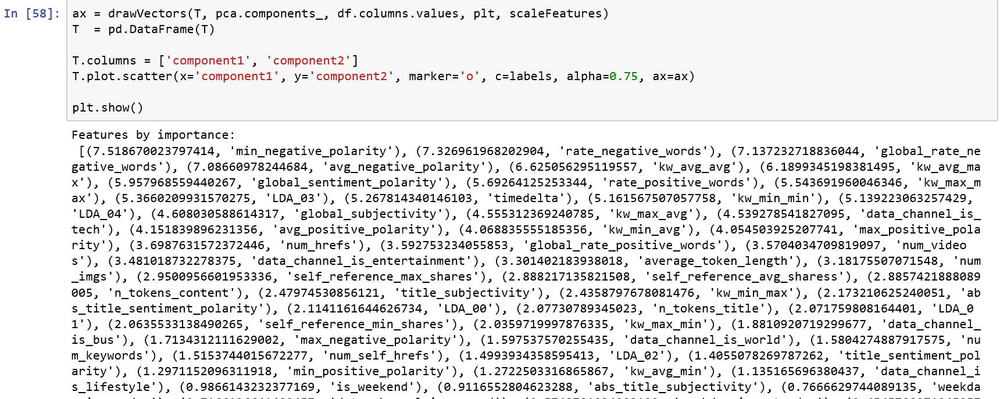 In [58]: ax = drawVectors(T, pca.components_, df.columns.values, plt, scaleFeatures)
T  = pd.DataFrame(T)
T.columns = ['component1', 'component2']
T.plot.scatter(x='component1', y='component2', marker='o', c=labels, alpha=0.75, ax=ax)
plt.show()
Features by importance:
[(7.518670023797414, 'min_negative_polarity'), (7.326961968202904, 'rate_negative_words'), (7.137232718836044, 'global_rate_ne
gative_words'), (7.08660978244684, 'avg_negative_polarity'), (6.625056295119557, 'kw_avg_avg'), (6.1899345198381495, 'kw_avg_ma
x'), (5.957968559440267, 'global_sentiment_polarity'), (5.69264125253344, 'rate_positive_words'), (5.543691960046346, 'kw_max_m
ax'), (5.3660209931570275, 'LDA_03'), (5.267814340146103, 'timedelta'), (5.161567507057758, 'kw_min_min'), (5.139223063257429,
'LDA_04'), (4.608030588614317, 'global_subjectivity'), (4.555312369240785, 'kw_max_avg'), (4.539278541827095, 'data_channel_is_
tech'), (4.151839896231356, 'avg_positive_polarity'), (4.068835555185356, 'kw_min_avg'), (4.054503925207741, 'max_positive_pola
rity'), (3.6987631572372446, 'num_hrefs'), (3.592753234055853, 'global_rate_positive_words'), (3.5704034709819097, 'num_video
s'), (3.481018732278375, 'data_channel_is_entertainment'), (3.301402183938018, 'average_token_length'), (3.18175507071548, 'num
_imgs'), (2.9500956601953336, 'self_reference_max_shares'), (2.888217135821508, 'self_reference_avg_sharess'), (2.8857421888089
005, 'n_tokens_content'), (2.47974530856121, 'title_subjectivity'), (2.4358797678081476, 'kw_min_max'), (2.173210625240051, 'ab
s_title_sentiment_polarity'), (2.1141161644626734, 'LDA_00'), (2.07730789345023, 'n_tokens_title'), (2.071759808164401, 'LDA_0
1'), (2.0635533138490265, 'self_reference_min_shares'), (2.0359719997876335, 'kw_max_min'), (1.8810920719299677, 'data_channel_
is_bus'), (1.7134312111629002, 'max_negative_polarity'), (1.597537570255435, 'data_channel_is_world'), (1.5804274887917575, 'nu
m_keywords'), (1.5153744015672277, 'num_self_hrefs'), (1.4993934358595413, 'LDA_02'), (1.4055078269787262, 'title_sentiment_pol
arity'), (1.2971152096311918, 'min_positive_polarity'), (1.2722503316865867, 'kw_avg_min'), (1.135165696380437, 'data_channel_i
s_lifestyle'), (0.9866143232377169, 'is_weekend'), (0.9116552804623288, 'abs_title_subjectivity'), (0.7666629744089135, 'weekda